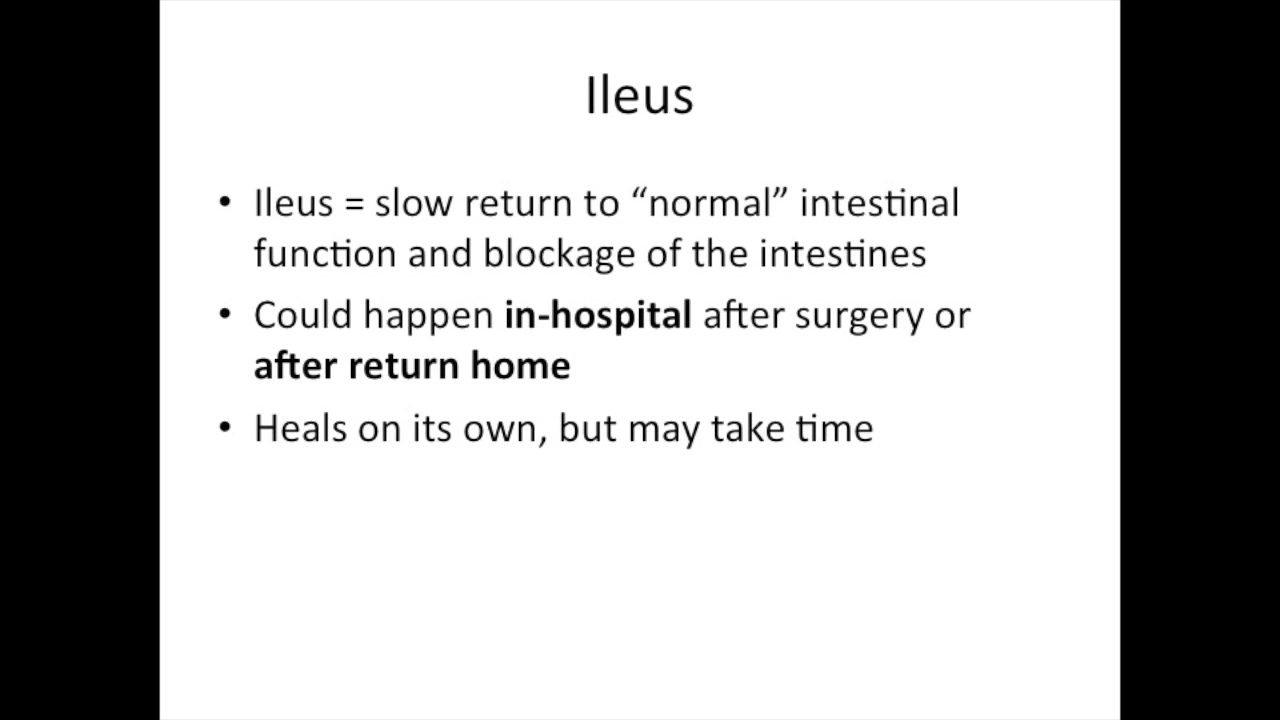 Ileus
• Ileus = slow return to “normal” intestinal
function and blockage of the intestines
• Could happen in-hospital after surgery or
after return home
• Heals on its own, but may take time